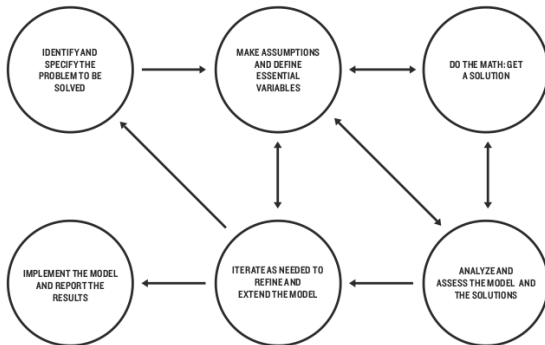 IDENTIFY AND
SPECIFY THE
PROBLEM TO BE
SOLVED
MAKE ASSUMPTIONS
AND DEFINE
ESSENTIAL
VARIABLES
DO THE MATH: GET
A SOLUTION
IMPLEMENT THE MODEL
AND REPORT THE
RESULTS
ITERATE AS NEEDED TO
REFINE AND
EXTEND THE MODEL
ANALYZE AND
ASSESS THE MODEL AND
THE SOLUTIONS